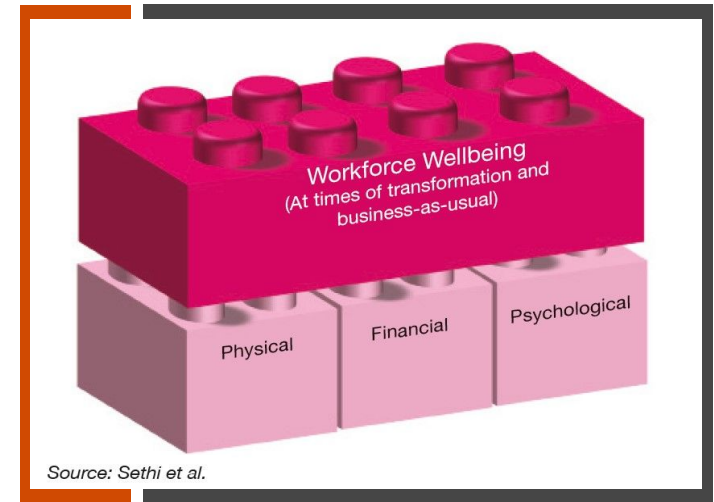 Workforce Wellbeing
(At times of transformation and
business-as-usual)
Physical
Financial
Psychological
Source: Sethi et al.